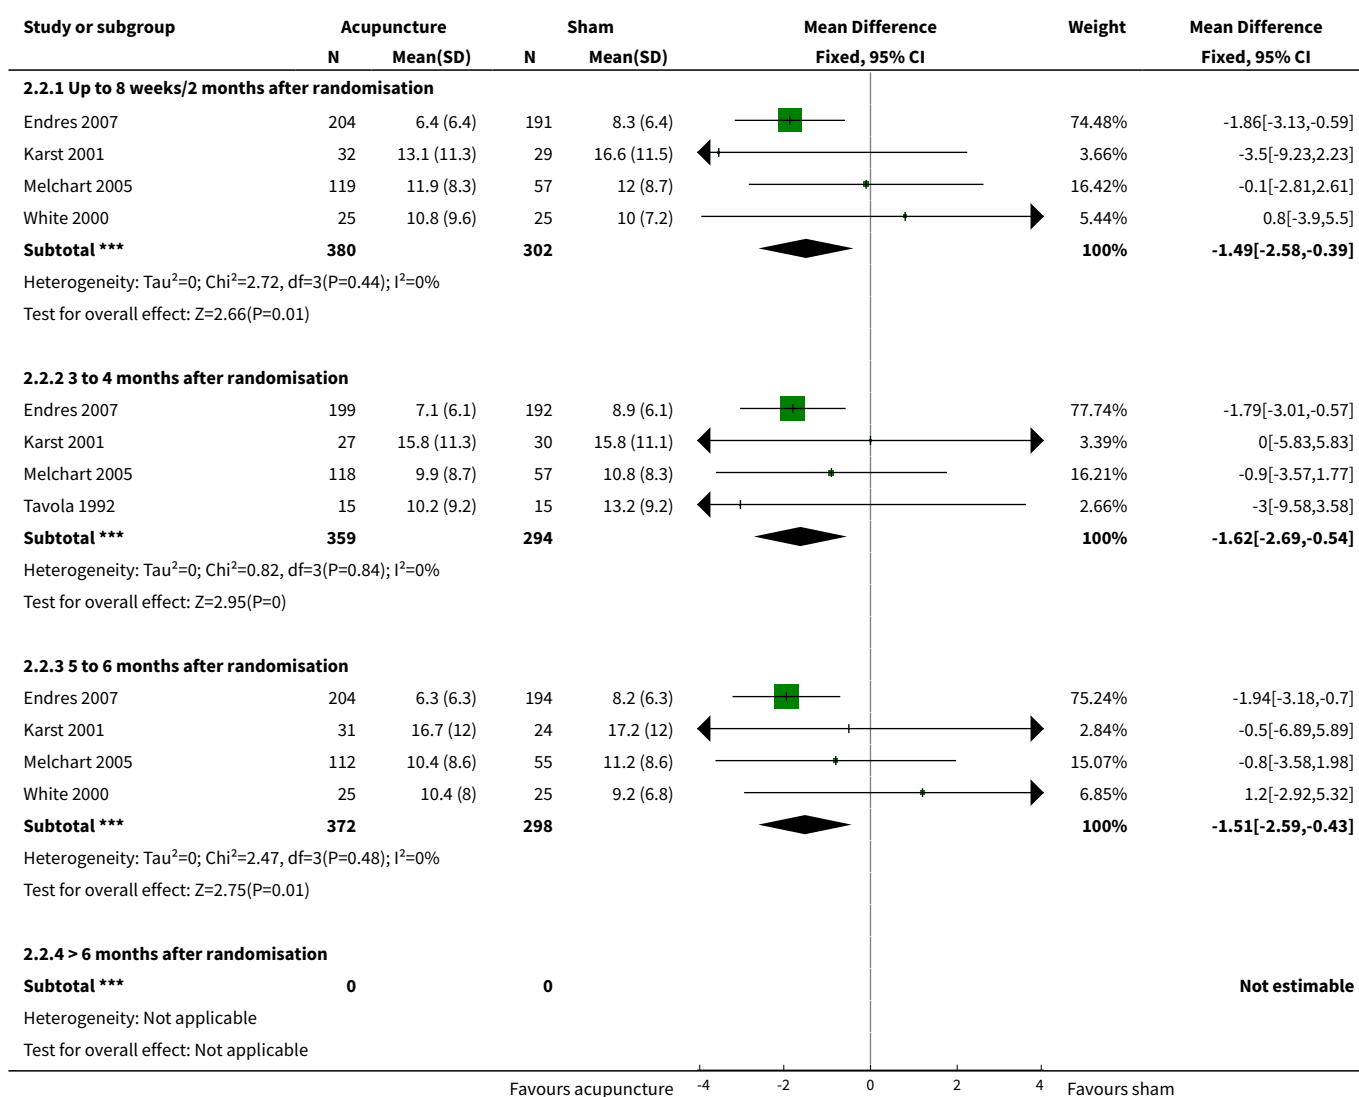 Study or subgroup Acupuncture Sham Mean Difference Weight Mean Difference
N Mean(SD) N Mean(SD) Fixed, 95% CI Fixed, 95% CI
2.2.1 Up to 8 weeks/2 months after randomisation
Endres 2007 204 6.4 (6.4) 191 8.3 (6.4) 74.48% -1.86[-3.13,-0.59]
Karst 2001 32 13.1 (11.3) 29 16.6 (11.5) 3.66% -3.5[-9.23,2.23]
Melchart 2005 119 11.9 (8.3) 57 12 (8.7) 16.42% -0.1[-2.81,2.61]
White 2000 25 10.8 (9.6) 25 10 (7.2) 5.44% 0.8[-3.9,5.5]
Subtotal *** 380 302 100% -1.49[-2.58,-0.39]
Heterogeneity: Tau²=0; Chi²=2.72, df=3(P=0.44); I²=0%
Test for overall effect: Z=2.66(P=0.01)
2.2.2 3 to 4 months after randomisation
Endres 2007 199 7.1 (6.1) 192 8.9 (6.1) 77.74% -1.79[-3.01,-0.57]
Karst 2001 27 15.8 (11.3) 30 15.8 (11.1) 3.39% 0[-5.83,5.83]
Melchart 2005 118 9.9 (8.7) 57 10.8 (8.3) 16.21% -0.9[-3.57,1.77]
Tavola 1992 15 10.2 (9.2) 15 13.2 (9.2) 2.66% -3[-9.58,3.58]
Subtotal *** 359 294 100% -1.62[-2.69,-0.54]
Heterogeneity: Tau²=0; Chi²=0.82, df=3(P=0.84); I²=0%
Test for overall effect: Z=2.95(P=0)
2.2.3 5 to 6 months after randomisation
Endres 2007 204 6.3 (6.3) 194 8.2 (6.3) 75.24% -1.94[-3.18,-0.7]
Karst 2001 31 16.7 (12) 24 17.2 (12) 2.84% -0.5[-6.89,5.89]
Melchart 2005 112 10.4 (8.6) 55 11.2 (8.6) 15.07% -0.8[-3.58,1.98]
White 2000 25 10.4 (8) 25 9.2 (6.8) 6.85% 1.2[-2.92,5.32]
Subtotal *** 372 298 100% -1.51[-2.59,-0.43]
Heterogeneity: Tau²=0; Chi²=2.47, df=3(P=0.48); I²=0%
Test for overall effect: Z=2.75(P=0.01)
2.2.4 > 6 months after randomisation
Subtotal *** 0 0 Not estimable
Heterogeneity: Not applicable
Test for overall effect: Not applicable
Favours acupuncture -4 -2 0 2 4 Favours sham